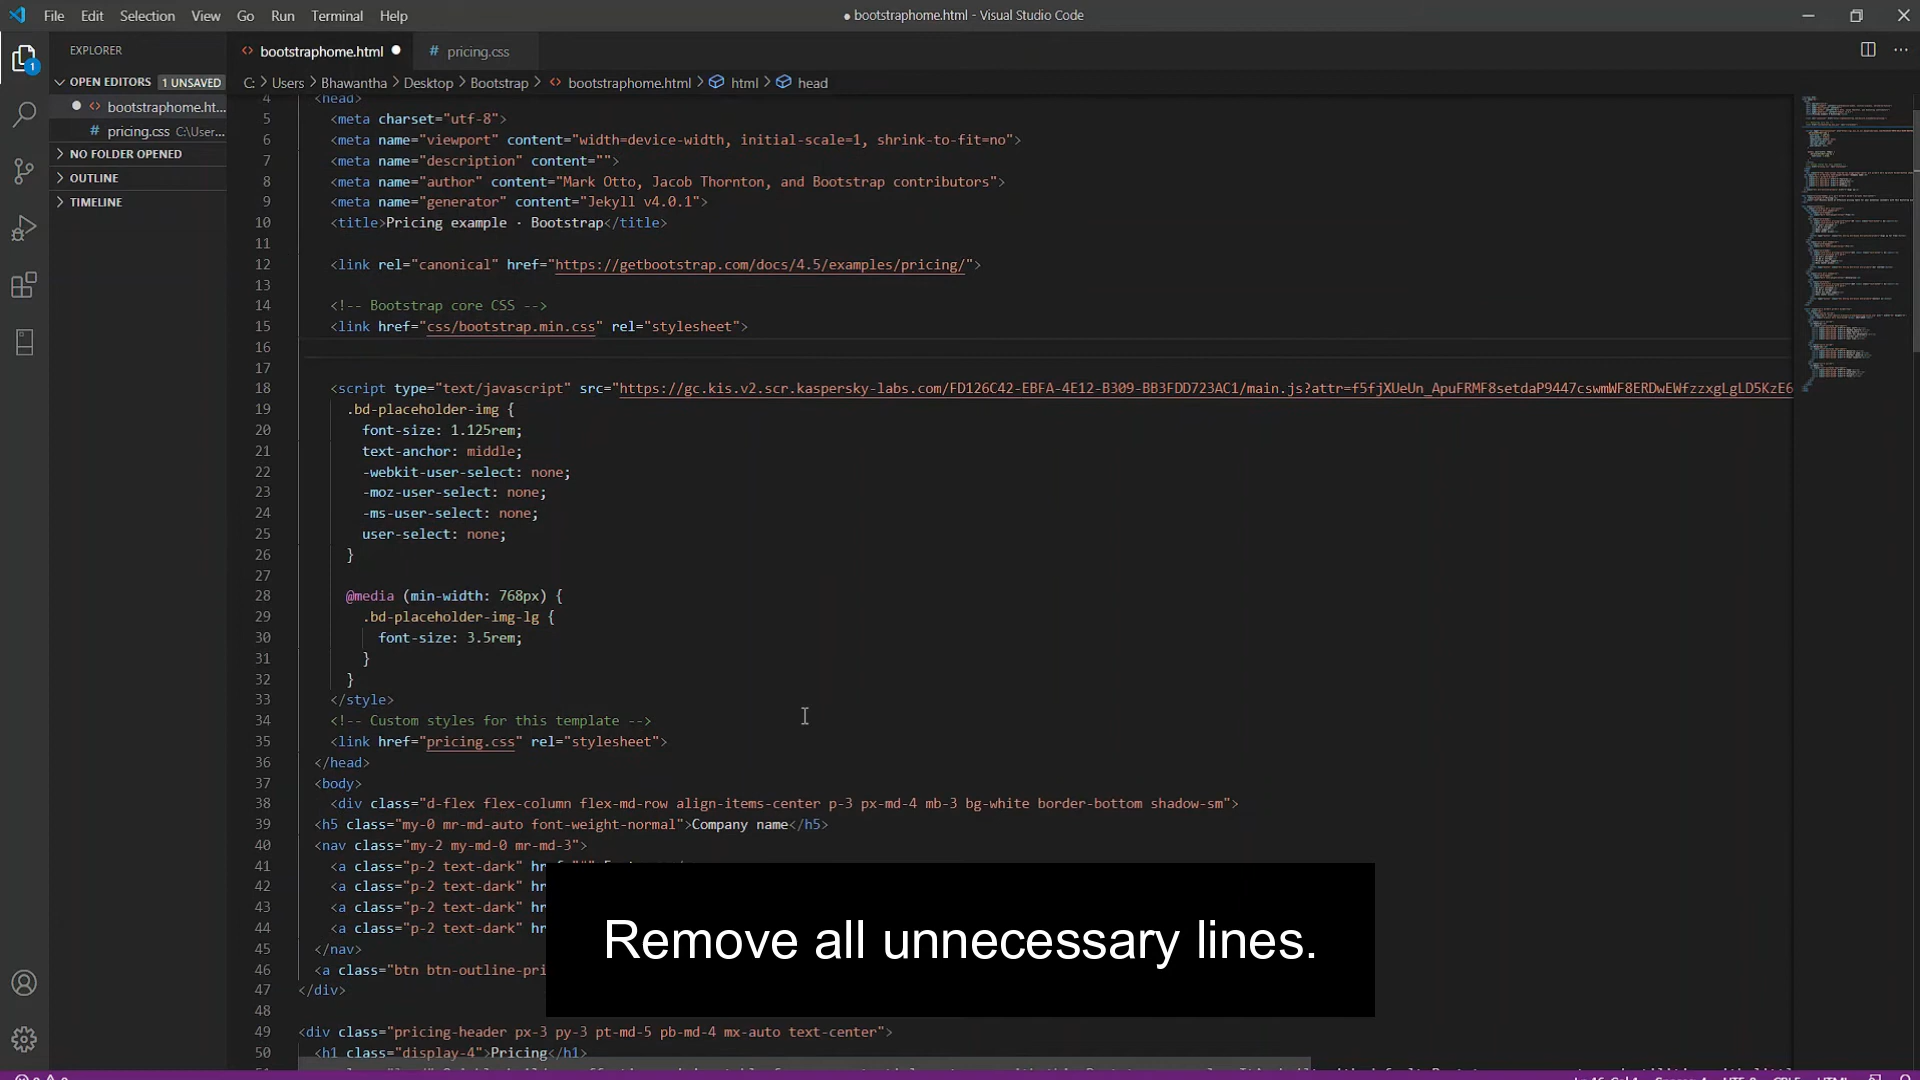 File Edit Selection View Go Run Terminal Help
● bootstraphome.html - Visual Studio Code
EXPLORER
OPEN EDITORS 1 UNSAVED
bootstraphome.ht...
pricing.css C:\User...
NO FOLDER OPENED
OUTLINE
TIMELINE
1
bootstraphome.html
pricing.css
C: > Users > Bhawantha > Desktop > Bootstrap > bootstraphome.html > html > head
4 <head>
5 <meta charset="utf-8">
6 <meta name="viewport" content="width=device-width, initial-scale=1, shrink-to-fit=no">
7 <meta name="description" content="">
8 <meta name="author" content="Mark Otto, Jacob Thornton, and Bootstrap contributors">
9 <meta name="generator" content="Jekyll v4.0.1">
10 <title>Pricing example · Bootstrap</title>
11
12 <link rel="canonical" href="https://getbootstrap.com/docs/4.5/examples/pricing/">
13
14 <!-- Bootstrap core CSS -->
15 <link href="css/bootstrap.min.css" rel="stylesheet">
16
17
18 <script type="text/javascript" src="https://gc.kis.v2.scr.kaspersky-labs.com/FD126C42-EBFA-4E12-B309-BB3FDD723AC1/main.js?attr=f5fjXUeUn_ApuFRMF8setdaP9447cswmWF8ERDwEWfzzxgLgLD5KzE6
19 .bd-placeholder-img {
20 font-size: 1.125rem;
21 text-anchor: middle;
22 -webkit-user-select: none;
23 -moz-user-select: none;
24 -ms-user-select: none;
25 user-select: none;
26 }
27
28 @media (min-width: 768px) {
29 .bd-placeholder-img-lg {
30 font-size: 3.5rem;
31 }
32 }
33 </style>
34 <!-- Custom styles for this template -->
35 <link href="pricing.css" rel="stylesheet">
36 </head>
37 <body>
38 <div class="d-flex flex-column flex-md-row align-items-center p-3 px-md-4 mb-3 bg-white border-bottom shadow-sm">
39 <h5 class="my-0 mr-md-auto font-weight-normal">Company name</h5>
40 <nav class="my-2 my-md-0 mr-md-3">
41 <a class="p-2 text-dark" hr
42 <a class="p-2 text-dark" hr
43 <a class="p-2 text-dark" hr
44 <a class="p-2 text-dark" hr
45 </nav>
46 <a class="btn btn-outline-pri
47 </div>
48
49 <div class="pricing-header px-3 py-3 pt-md-5 pb-md-4 mx-auto text-center">
50 <h1 class="display-4">Pricing</h1>
Remove all unnecessary lines.